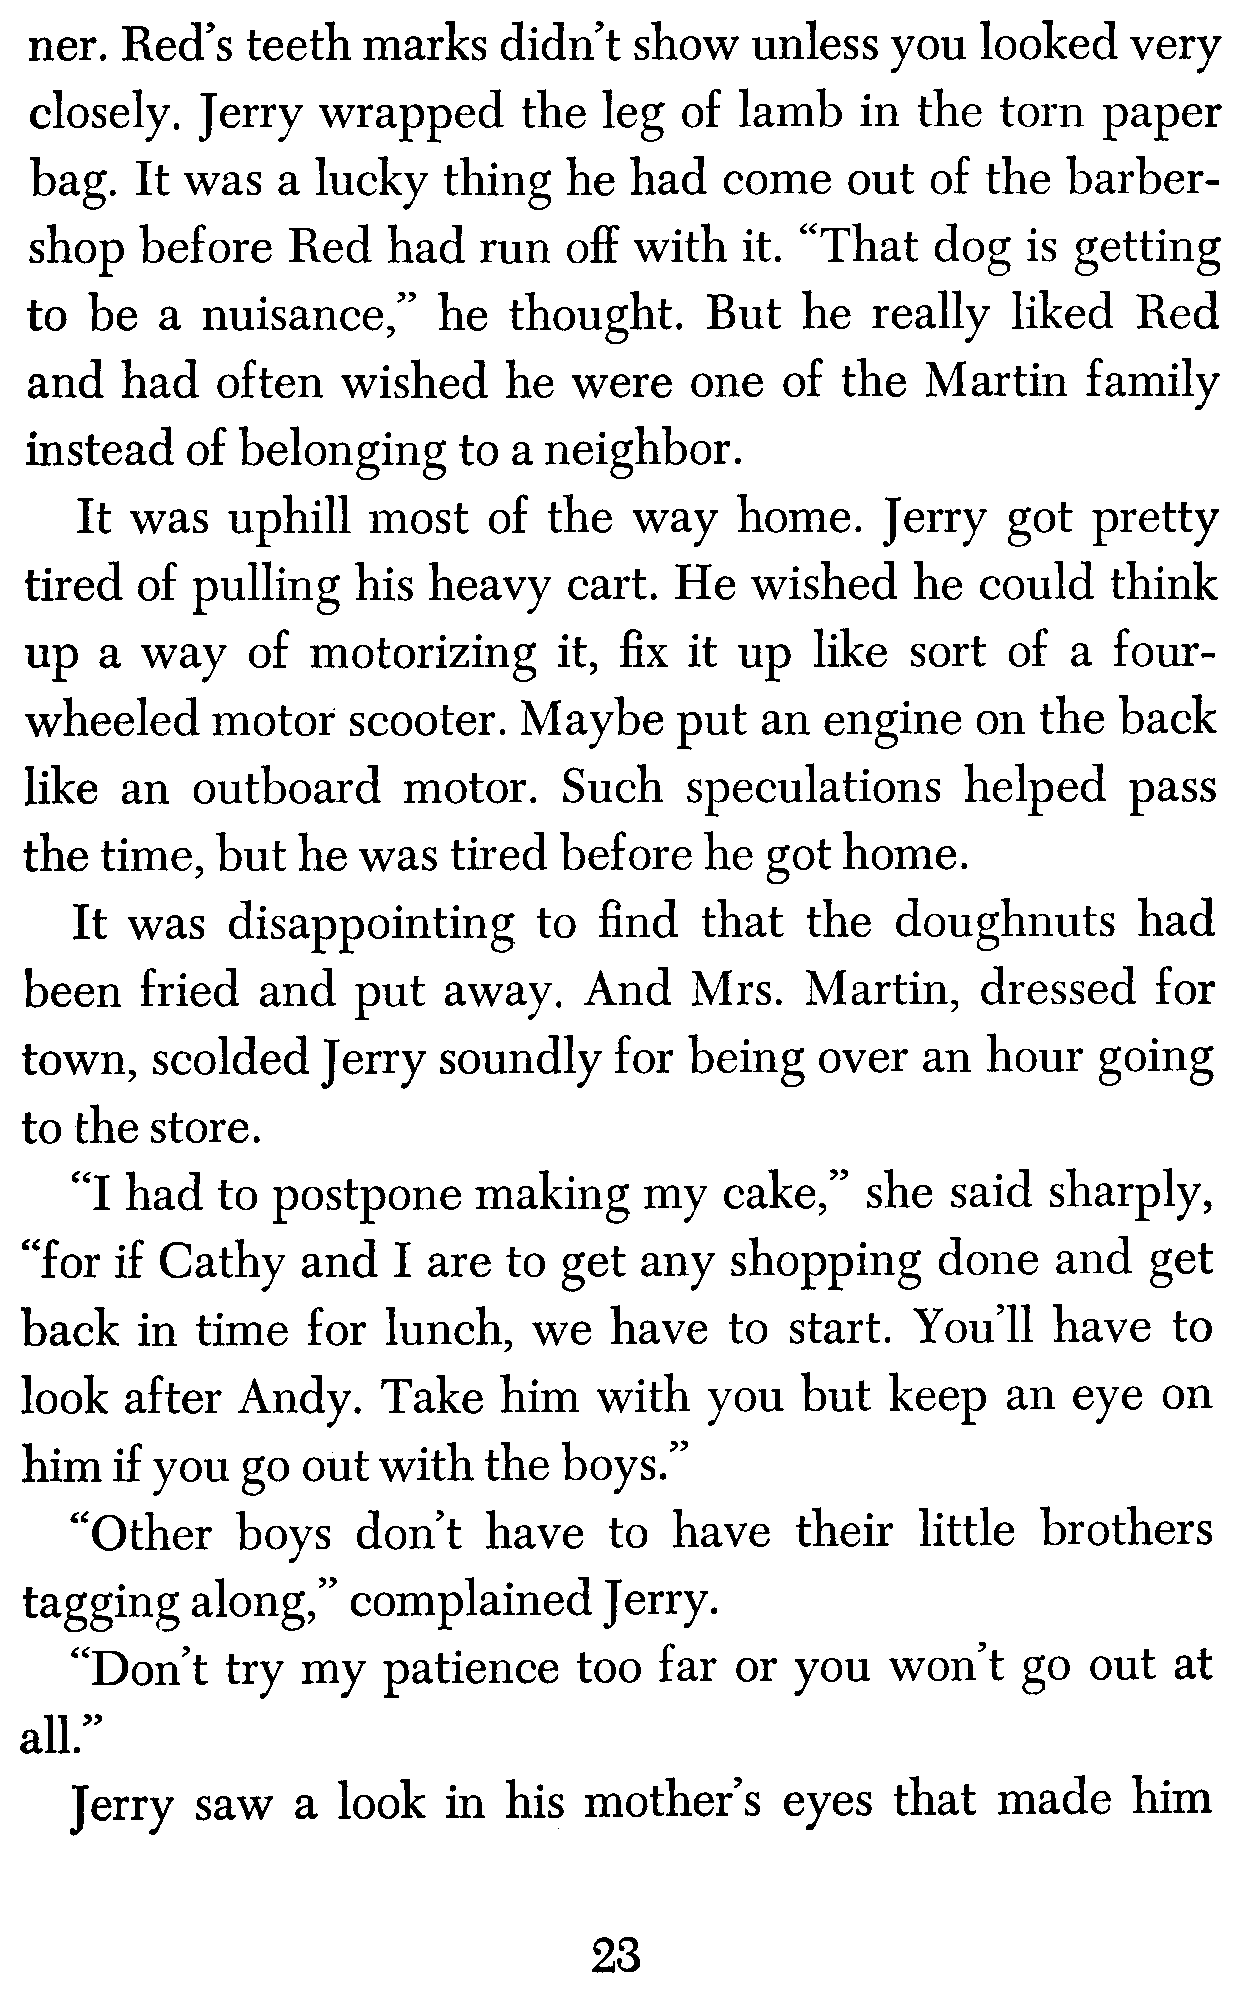 ner. Red’s teeth marks didn’t show unless you looked very
closely. Jerry wrapped the leg of lamb in the torn paper
bag. It was a lucky thing he had come out of the barber-
shop before Red had run off with it. “That dog is getting
to be a nuisance,” he thought. But he really liked Red
and had often wished he were one of the Martin family
instead of belonging to a neighbor.
It was uphill most of the way home. Jerry got pretty
tired of pulling his heavy cart. He wished he could think
up a way of motorizing it, fix it up like sort of a four-
wheeled motor scooter. Maybe put an engine on the back
like an outboard motor. Such speculations helped pass
the time, but he was tired before he got home.
It was disappointing to find that the doughnuts had
been fried and put away. And Mrs. Martin, dressed for
town, scolded Jerry soundly for being over an hour going
to the store.
“I had to postpone making my cake,” she said sharply,
“for if Cathy and I are to get any shopping done and get
back in time for lunch, we have to start. You’ll have to
look after Andy. Take him with you but keep an eye on
him if you go out with the boys.”
“Other boys don’t have to have their little brothers
tagging along,” complained Jerry.
“Don’t try my patience too far or you won’t go out at
all.”
Jerry saw a look in his mother’s eyes that made him
23